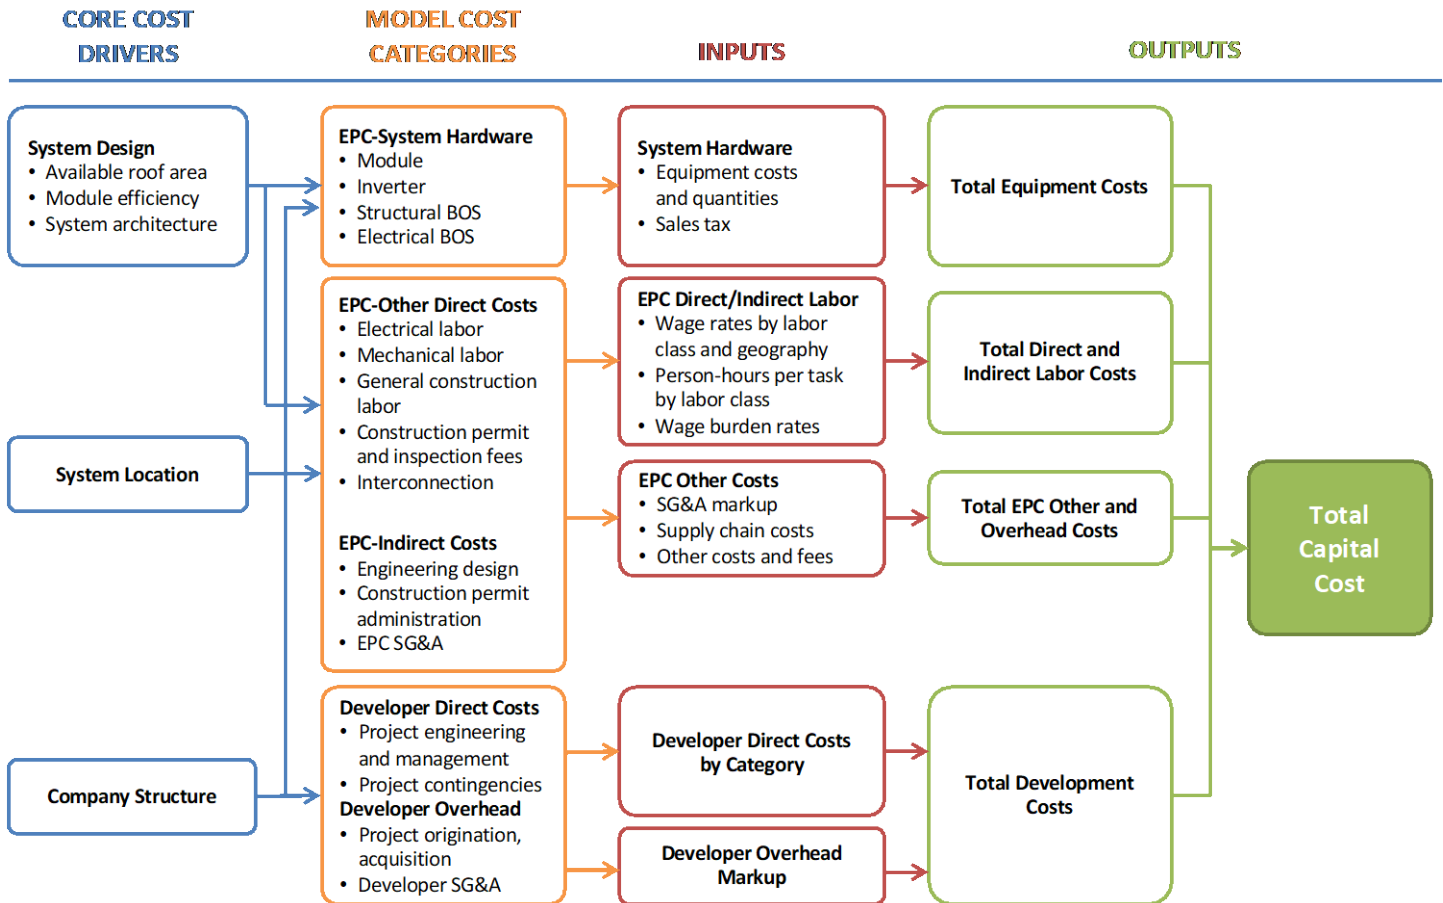 CORE COST
DRIVERS
MODEL COST
CATEGORIES
INPUTS
OUTPUTS
System Design
• Available roof area
• Module efficiency
• System architecture
System Location
Company Structure
EPC-System Hardware
• Module
• Inverter
• Structural BOS
• Electrical BOS
EPC-Other Direct Costs
• Electrical labor
• Mechanical labor
• General construction
labor
• Construction permit
and inspection fees
• Interconnection
EPC-Indirect Costs
• Engineering design
• Construction permit
administration
• EPC SG&A
Developer Direct Costs
• Project engineering
and management
• Project contingencies
Developer Overhead
• Project origination,
acquisition
• Developer SG&A
System Hardware
• Equipment costs
and quantities
• Sales tax
EPC Direct/Indirect Labor
• Wage rates by labor
class and geography
• Person-hours per task
by labor class
• Wage burden rates
EPC Other Costs
• SG&A markup
• Supply chain costs
• Other costs and fees
Developer Direct Costs
by Category
Developer Overhead
Markup
Total Equipment Costs
Total Direct and
Indirect Labor Costs
Total EPC Other and
Overhead Costs
Total Development
Costs
Total
Capital
Cost